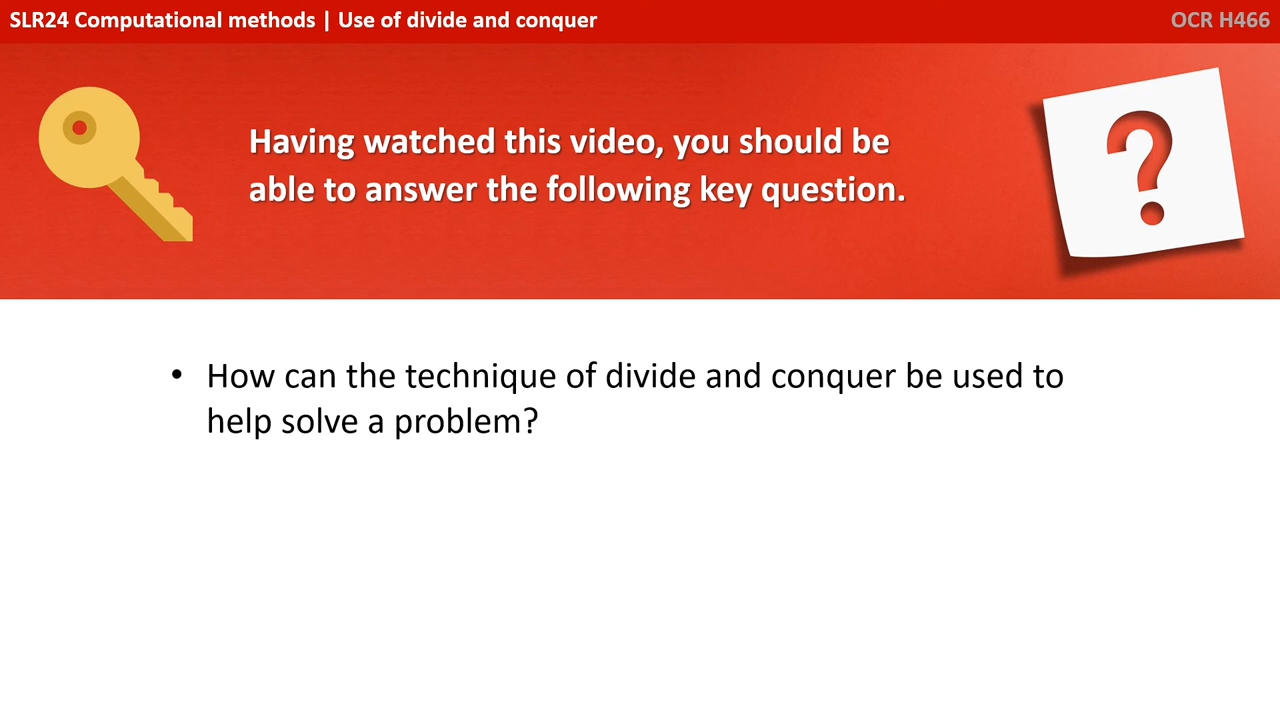 SLR24 Computational methods | Use of divide and conquer
OCR H466
Having watched this video, you should be
able to answer the following key question.
?
• How can the technique of divide and conquer be used to
help solve a problem?